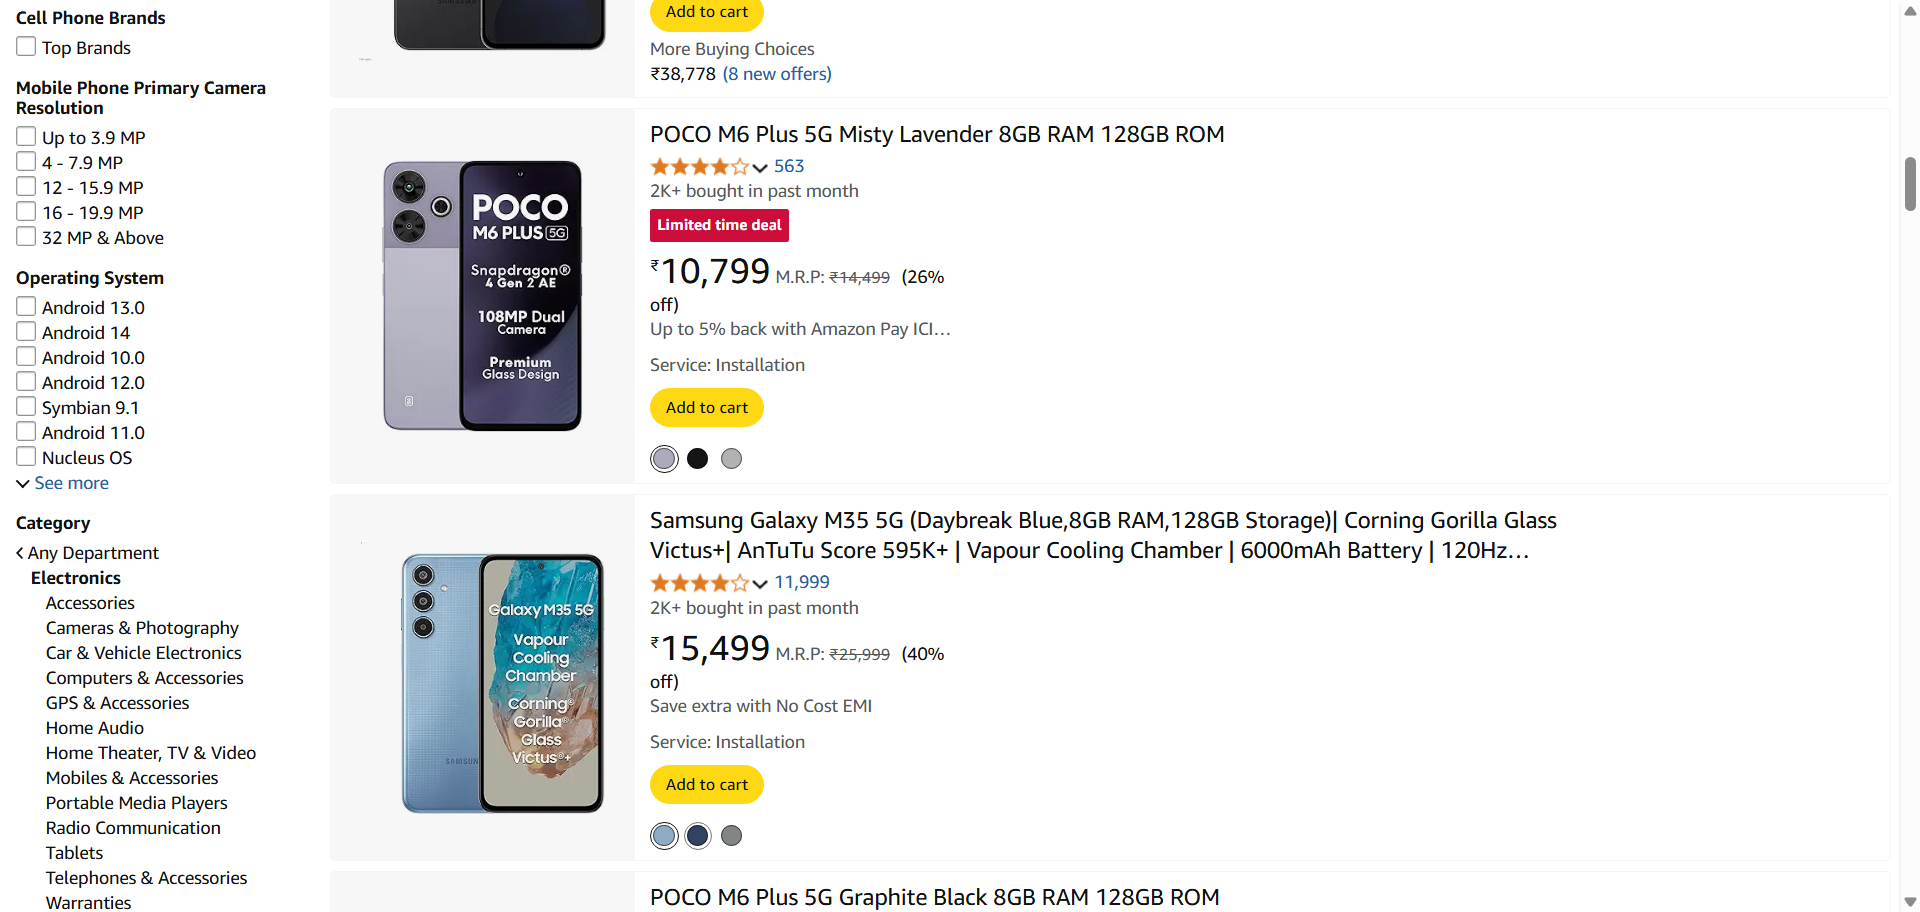 Cell Phone Brands
Top Brands
Mobile Phone Primary Camera
Resolution
Up to 3.9 MP
4 - 7.9 MP
12 - 15.9 MP
16 - 19.9 MP
32 MP & Above
Operating System
Android 13.0
Android 14
Android 10.0
Android 12.0
Symbian 9.1
Android 11.0
Nucleus OS
See more
Category
Any Department
Electronics
Accessories
Cameras & Photography
Car & Vehicle Electronics
Computers & Accessories
GPS & Accessories
Home Audio
Home Theater, TV & Video
Mobiles & Accessories
Portable Media Players
Radio Communication
Tablets
Telephones & Accessories
Warranties
Add to cart
More Buying Choices
₹38,778 (8 new offers)
POCO
M6 PLUS 5G
Snapdragon®
4 Gen 2 AE
108MP Dual
Camera
Premium
Glass Design
POCO M6 Plus 5G Misty Lavender 8GB RAM 128GB ROM
563
2K+ bought in past month
Limited time deal
₹10,799 M.R.P: ₹14,499 (26%
off)
Up to 5% back with Amazon Pay ICI…
Service: Installation
Add to cart
Galaxy M35 5G
Vapour
Cooling
Chamber
Corning®
Gorilla®
Glass
Victus®+
SAMSUN
Samsung Galaxy M35 5G (Daybreak Blue,8GB RAM,128GB Storage)| Corning Gorilla Glass
Victus+| AnTuTu Score 595K+ | Vapour Cooling Chamber | 6000mAh Battery | 120Hz…
11,999
2K+ bought in past month
₹15,499 M.R.P: ₹25,999 (40%
off)
Save extra with No Cost EMI
Service: Installation
Add to cart
POCO M6 Plus 5G Graphite Black 8GB RAM 128GB ROM